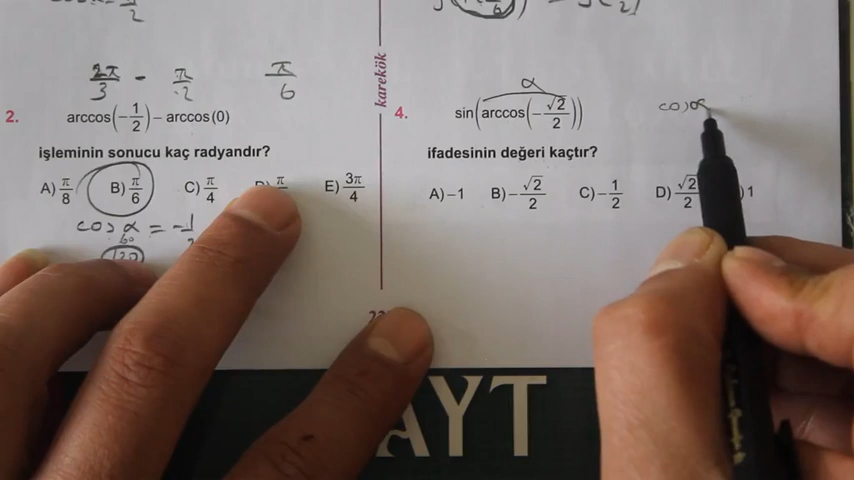 2π/3 - π/2 π/6
2. arccos(-1/2) - arccos(0)
işleminin sonucu kaç radyandır?
A) π/8 B) π/6 C) π/4 E) 3π/4
cos α = -1
60
120
karekök
4. α
sin(arccos(-√2/2))
cosα
ifadesinin değeri kaçtır?
A) -1 B) -√2/2 C) -1/2 D) √2/2 )1
AYT